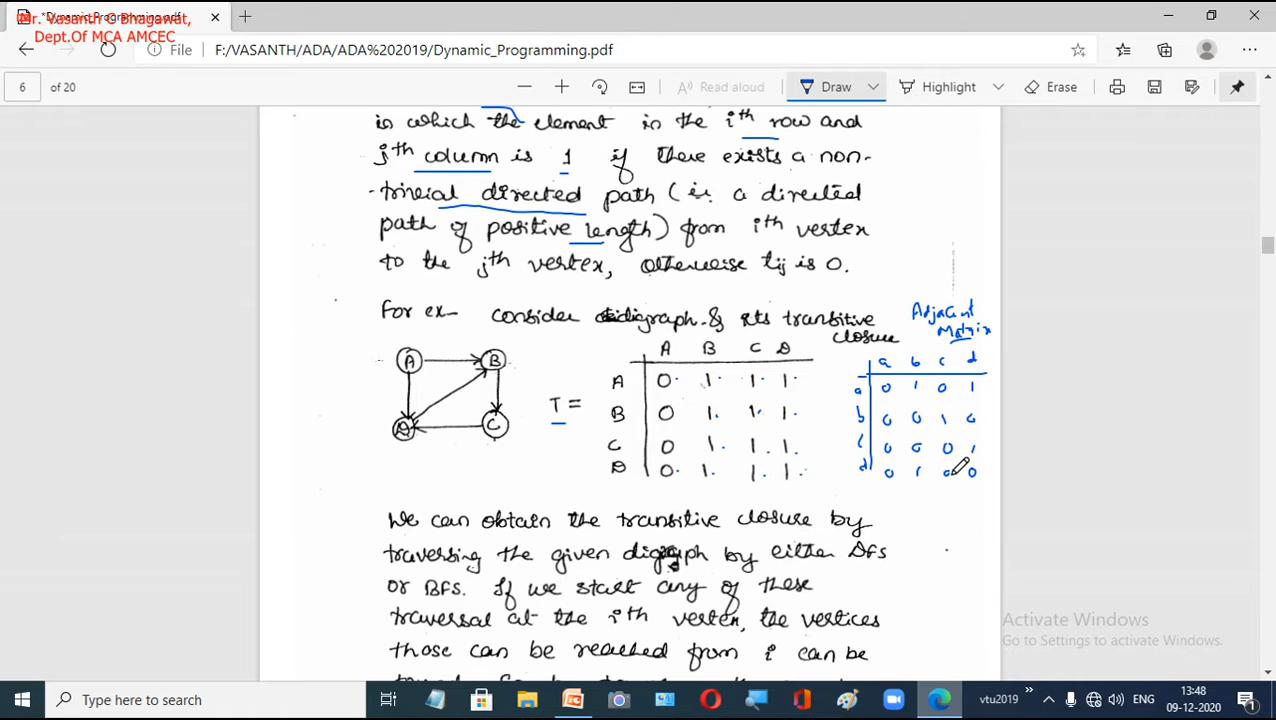 *Dynamic_Programming.pdf
Dr. Vasanth G Bhagawat,
Dept.Of MCA AMCEC
File F:/VASANTH/ADA/ADA%202019/Dynamic_Programming.pdf
6 of 20 Read aloud Draw Highlight Erase
is which the element in the ith row and
jth column is 1 if there exists a non-
-trivial directed path (ie. a directed
path of positive length) from ith vertex
to the jth vertex, otherwise tij is 0.
For ex- consider digraph & its transitive
closure
Adjacent
Matrix
A B C D
A 0 1 1 1
B 0 1 1 1
C 0 1 1 1
D 0 1 1 1
T =
A B
D C
a b c d
a 0 1 0 1
b 0 0 1 0
c 0 0 0 1
d 0 1 0 0
We can obtain the transitive closure by
traversing the given digraph by either DFS
or BFS. If we start any of these
traversal at the ith vertex, the vertices
those can be reached from i can be
Activate Windows
Go to Settings to activate Windows.
Type here to search
vtu2019
ENG
13:48
09-12-2020
1